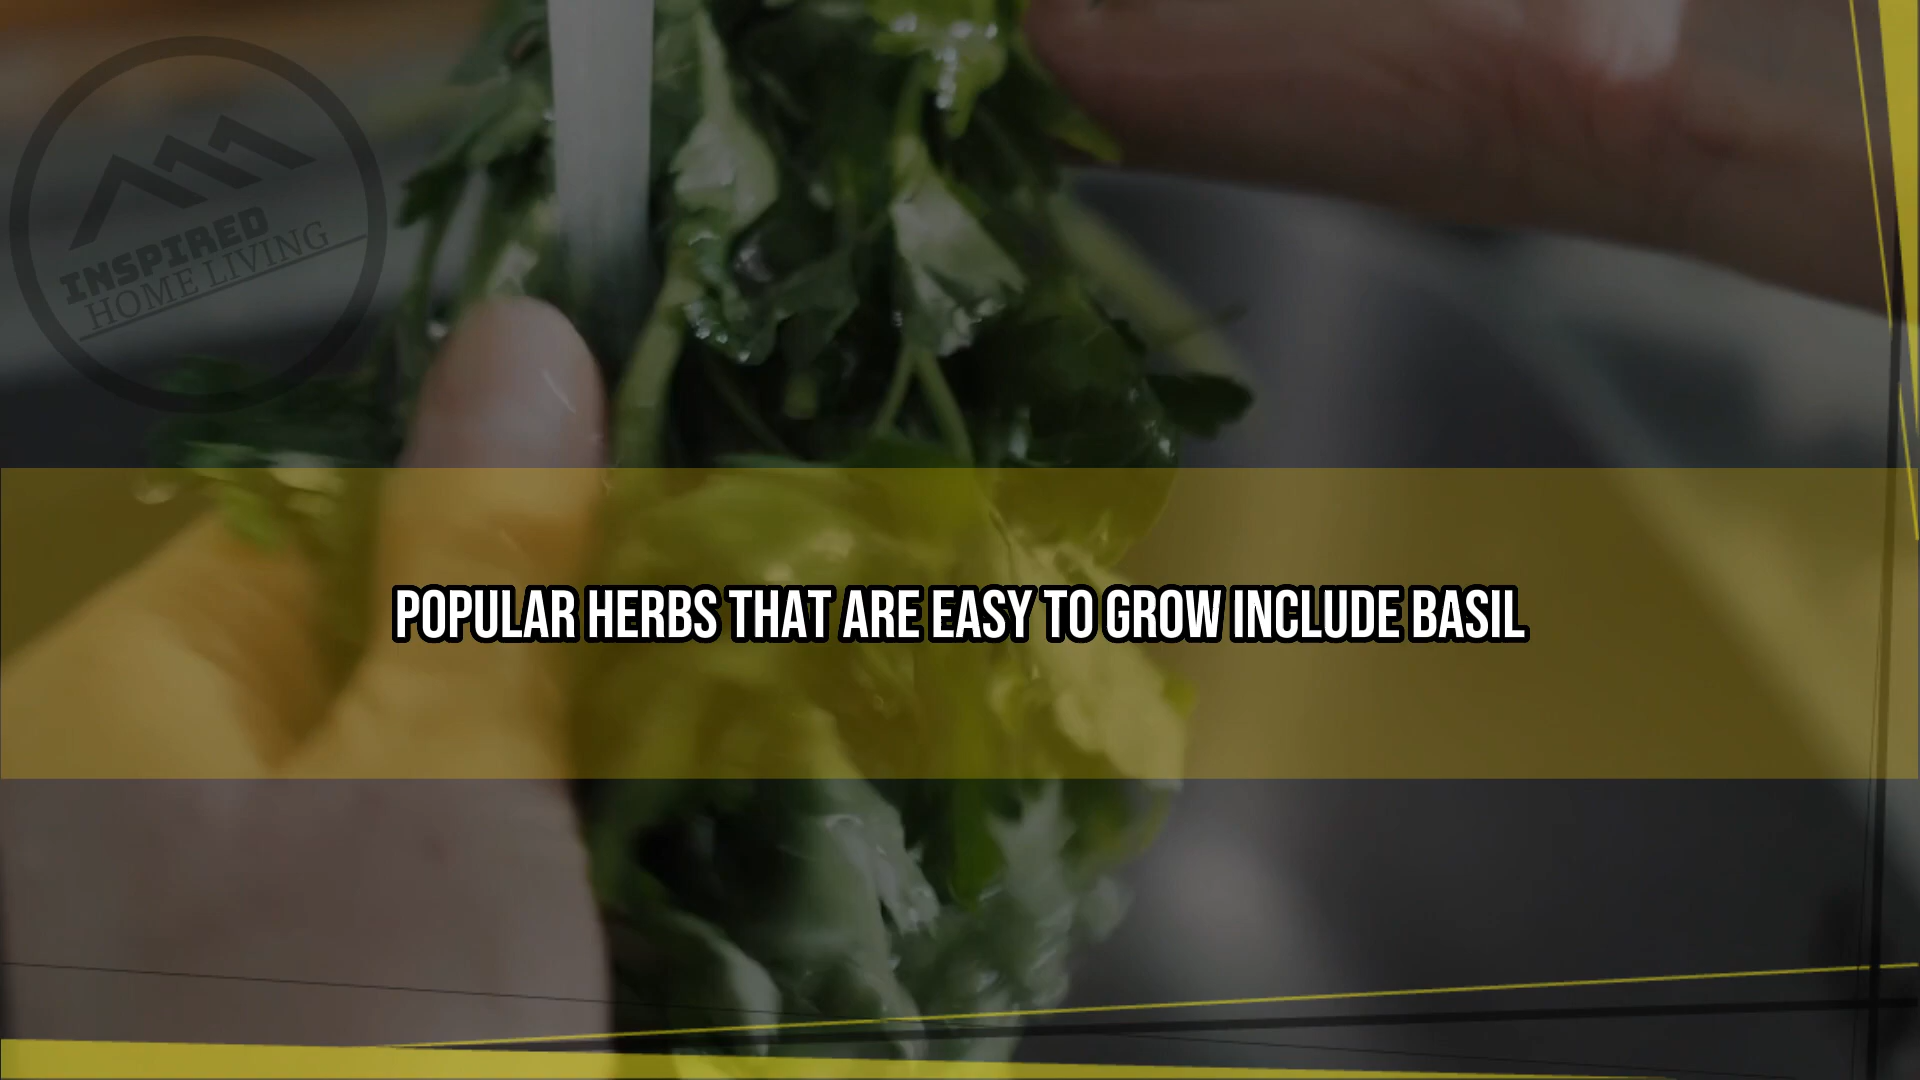 INSPIRED
HOME LIVING
POPULAR HERBS THAT ARE EASY TO GROW INCLUDE BASIL